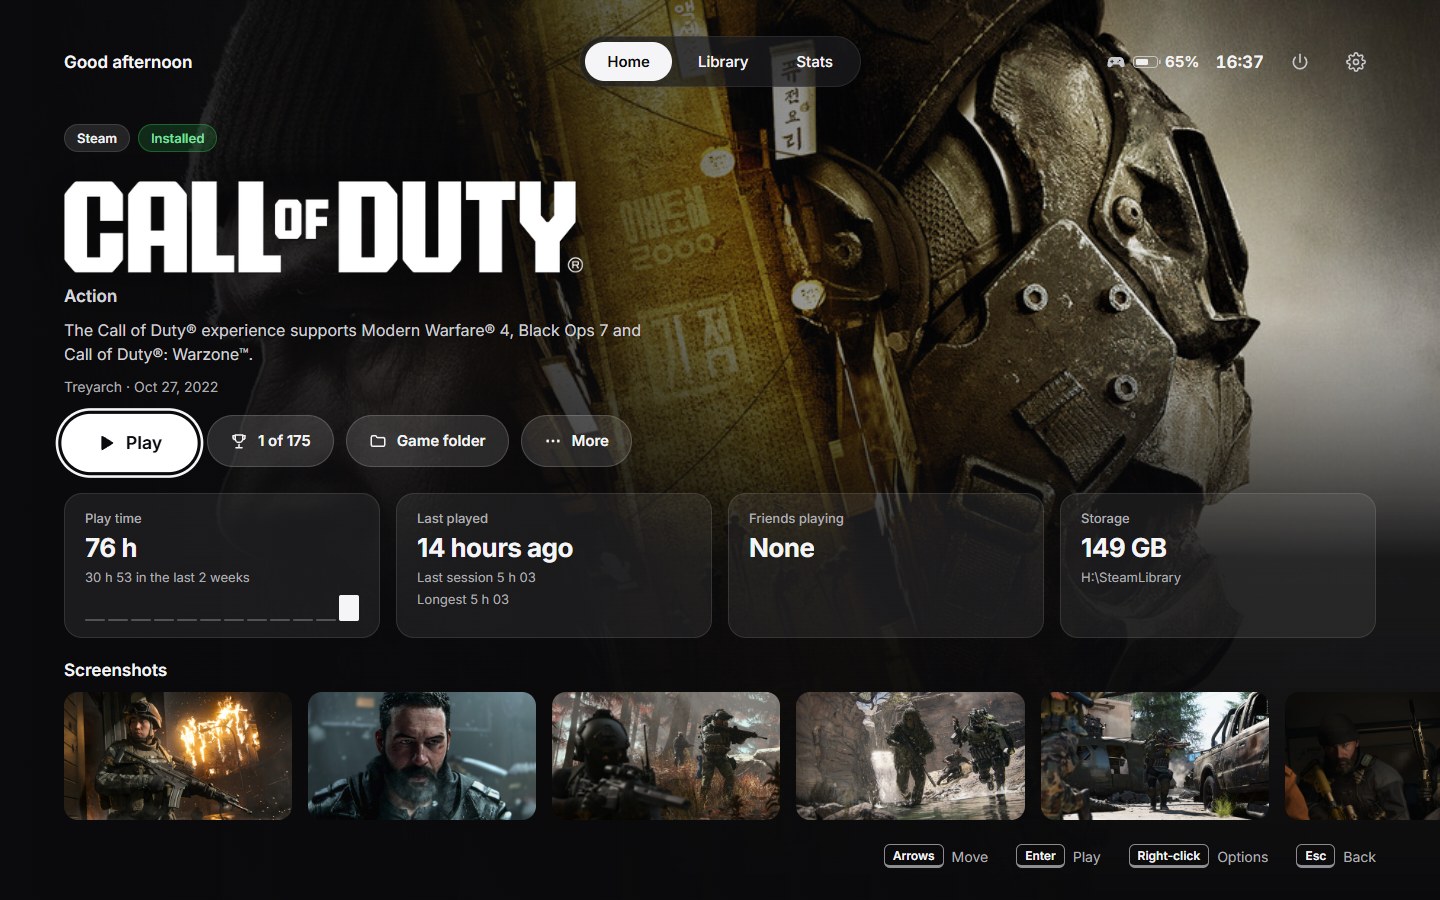 Good afternoon
Home
Library
Stats
65%
16:37
Steam
Installed
CALL OF DUTY®
Action
The Call of Duty® experience supports Modern Warfare® 4, Black Ops 7 and
Call of Duty®: Warzone™.
Treyarch · Oct 27, 2022
Play
1 of 175
Game folder
More
Play time
76 h
30 h 53 in the last 2 weeks
Last played
14 hours ago
Last session 5 h 03
Longest 5 h 03
Friends playing
None
Storage
149 GB
H:\SteamLibrary
Screenshots
Arrows Move
Enter Play
Right-click Options
Esc Back